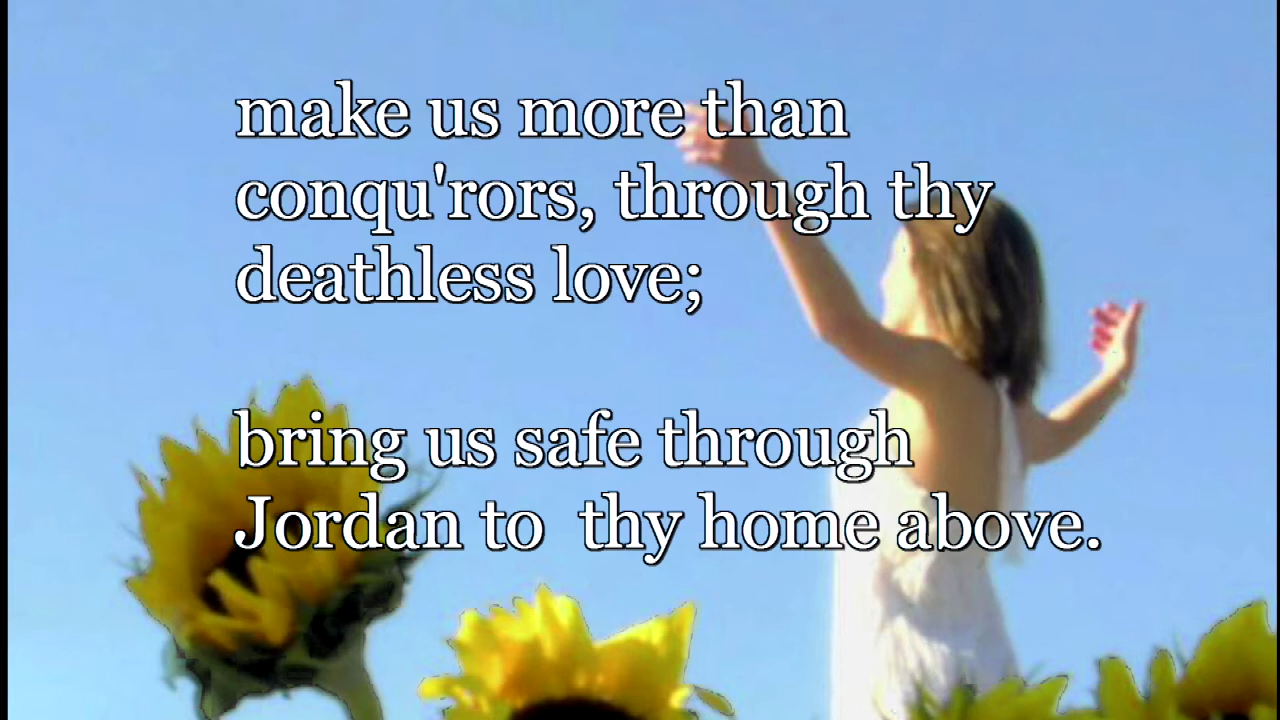 make us more than
conqu'rors, through thy
deathless love;
bring us safe through
Jordan to  thy home above.